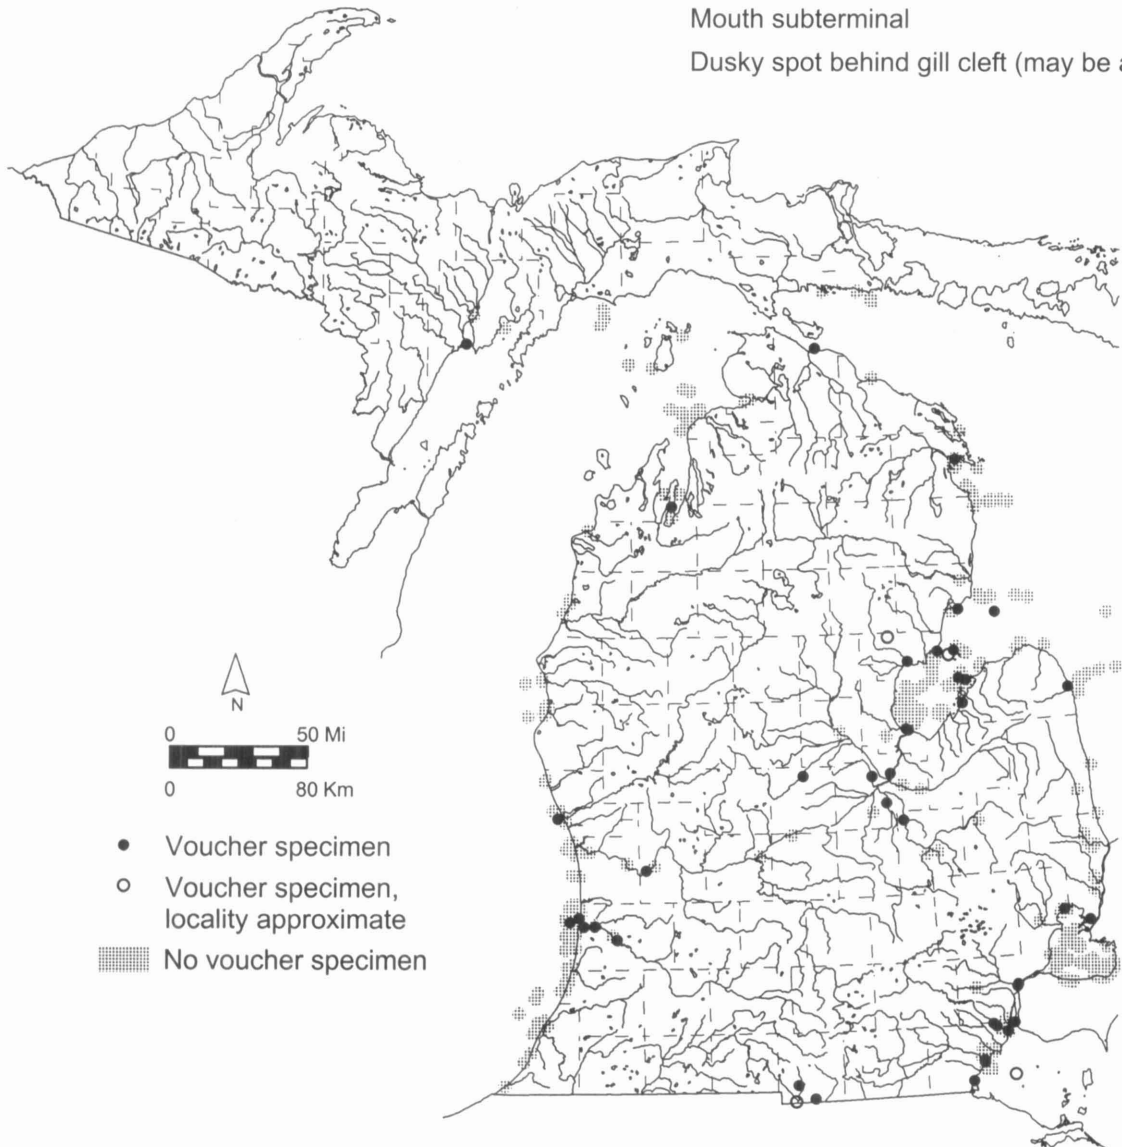 Mouth subterminal
Dusky spot behind gill cleft (may be a
N
0 50 Mi
0 80 Km
Voucher specimen
Voucher specimen,
locality approximate
No voucher specimen